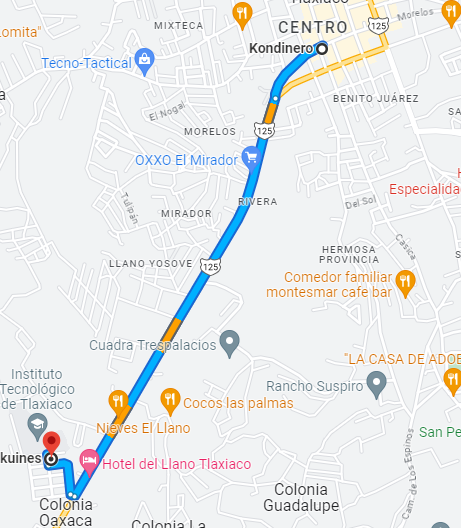 Tlaxiaco
Morelos
Lomita"
MIXTECA
CENTRO
125
Kondinero
Tecno-Tactical
BENITO JUÁREZ
El Nogal
MORELOS
125
OXXO El Mirador
Especialidad
RIVERA
Tulipán
MIRADOR
Del Sol
Casica
HERMOSA
PROVINCIA
LLANO YOSOVE
125
Comedor familiar
montesmar cafe bar
Cuadra Trespalacios
"LA CASA DE ADOB
Instituto
Tecnológico
de Tlaxiaco
Rancho Suspiro
Cocos las palmas
Nieves El Llano
San Pe
Cam. de Los Espinos
kuines
Hotel del Llano Tlaxiaco
Colonia
Oaxaca
Colonia
Guadalupe
Colonia La